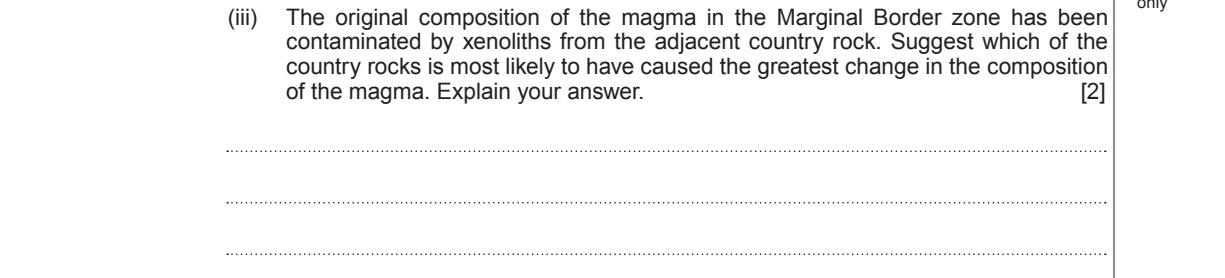 only
(iii) The original composition of the magma in the Marginal Border zone has been
contaminated by xenoliths from the adjacent country rock. Suggest which of the
country rocks is most likely to have caused the greatest change in the composition
of the magma. Explain your answer. [2]